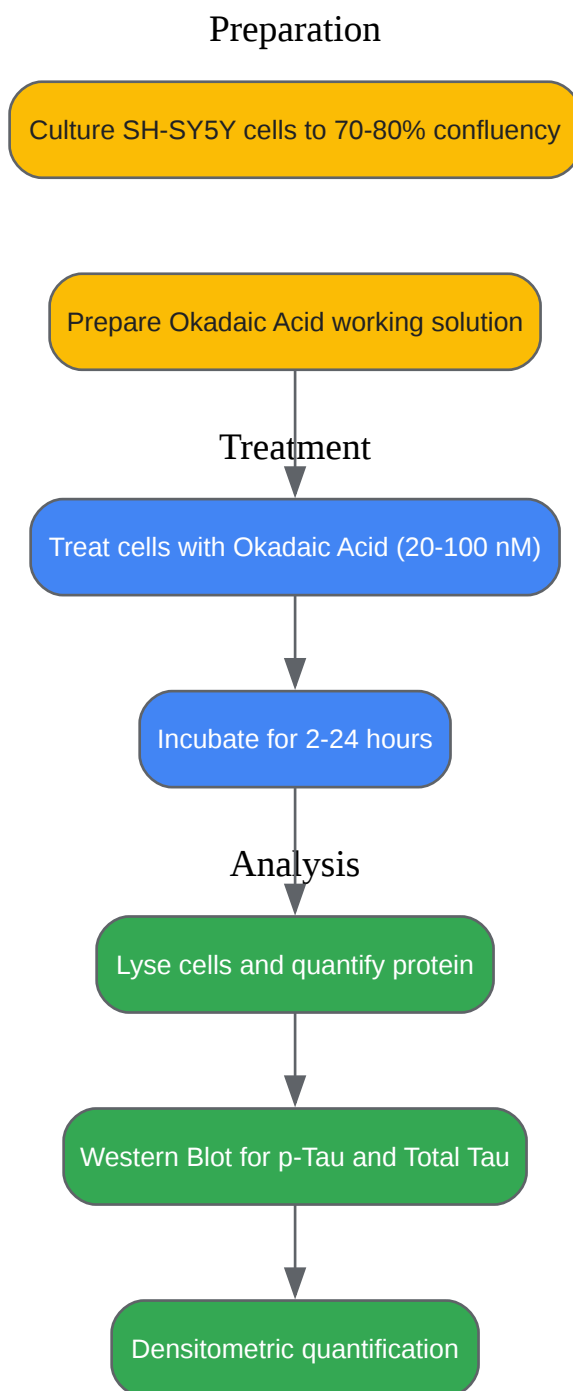 Preparation
Culture SH-SY5Y cells to 70-80% confluency
Prepare Okadaic Acid working solution
Treatment
Treat cells with Okadaic Acid (20-100 nM)
Incubate for 2-24 hours
Analysis
Lyse cells and quantify protein
Western Blot for p-Tau and Total Tau
Densitometric quantification